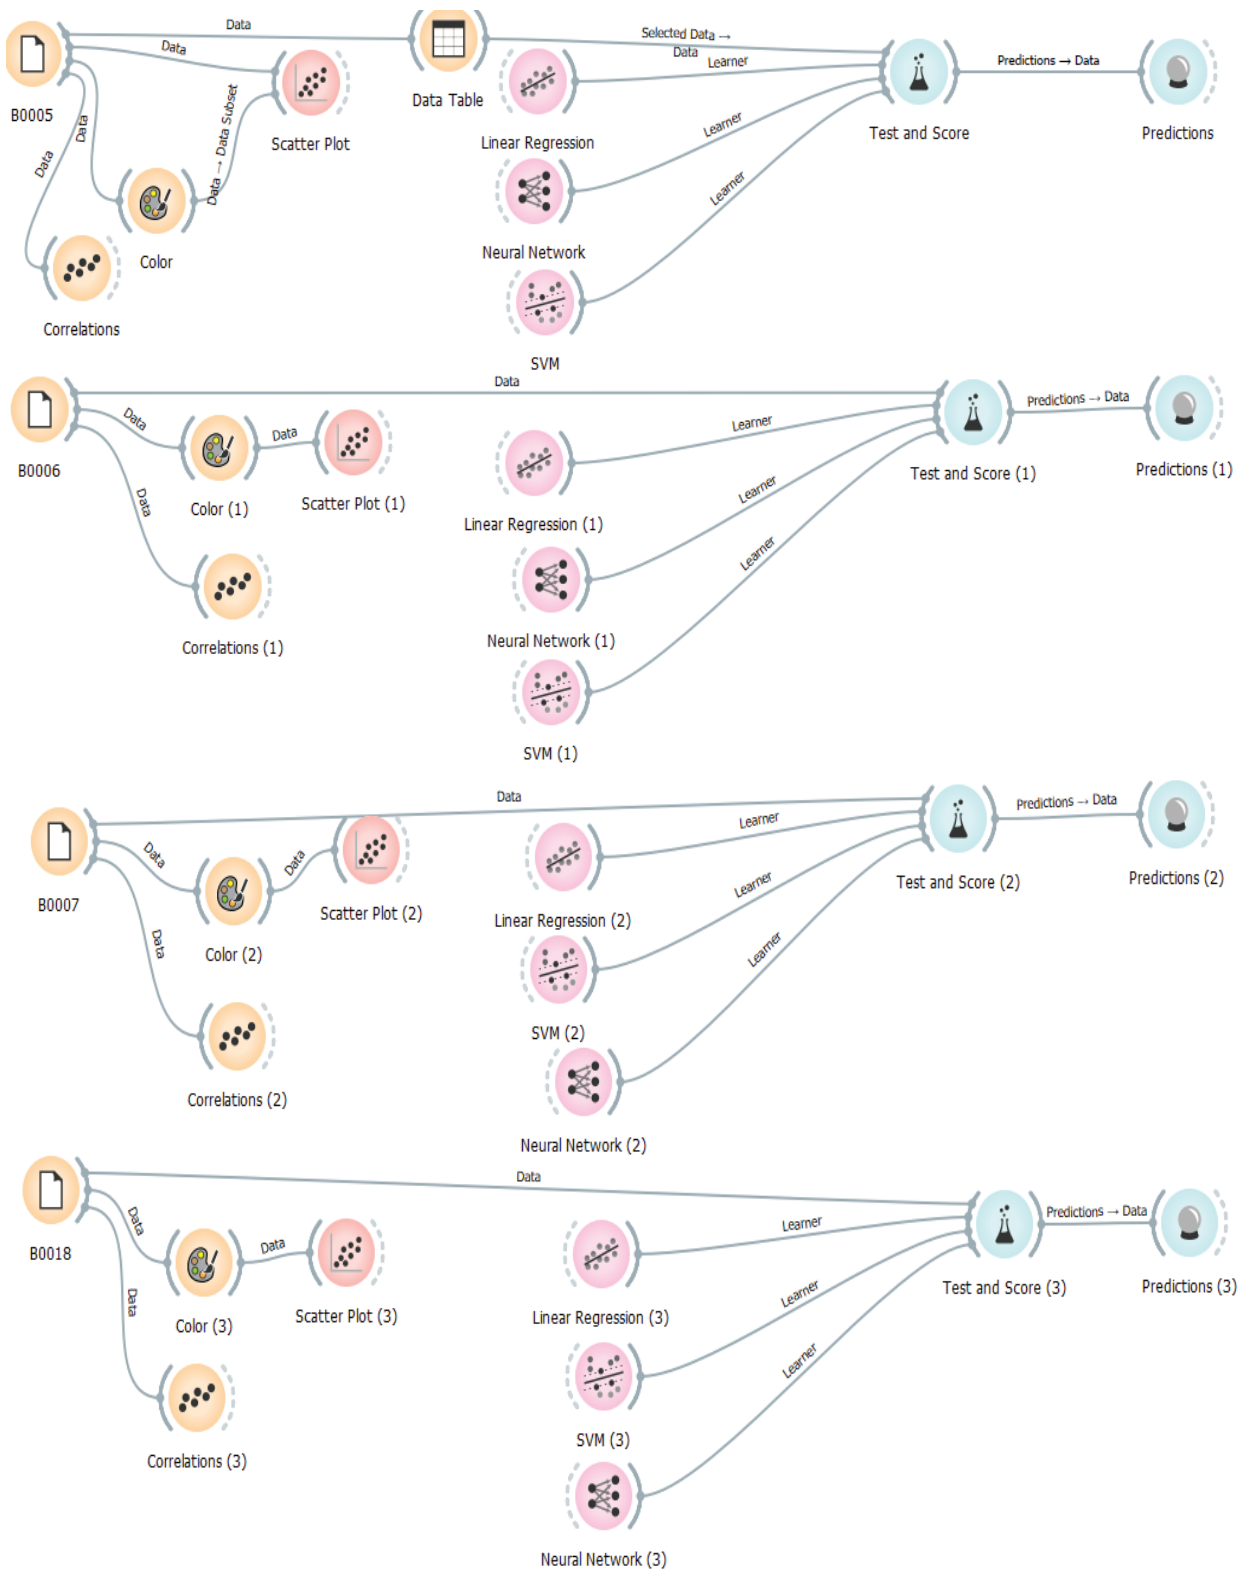 Data
Data
Data
Data
Data → Data Subset
Selected Data →
Data
Learner
Learner
Learner
Predictions → Data
B0005
Scatter Plot
Data Table
Linear Regression
Test and Score
Predictions
Color
Neural Network
Correlations
SVM
Data
Data
Data
Data
Learner
Learner
Learner
Predictions → Data
B0006
Color (1)
Scatter Plot (1)
Linear Regression (1)
Test and Score (1)
Predictions (1)
Correlations (1)
Neural Network (1)
SVM (1)
Data
Data
Data
Data
Learner
Learner
Learner
Predictions → Data
B0007
Color (2)
Scatter Plot (2)
Linear Regression (2)
Test and Score (2)
Predictions (2)
SVM (2)
Correlations (2)
Neural Network (2)
Data
Data
Data
Data
Learner
Learner
Learner
Predictions → Data
B0018
Color (3)
Scatter Plot (3)
Linear Regression (3)
Test and Score (3)
Predictions (3)
SVM (3)
Correlations (3)
Neural Network (3)